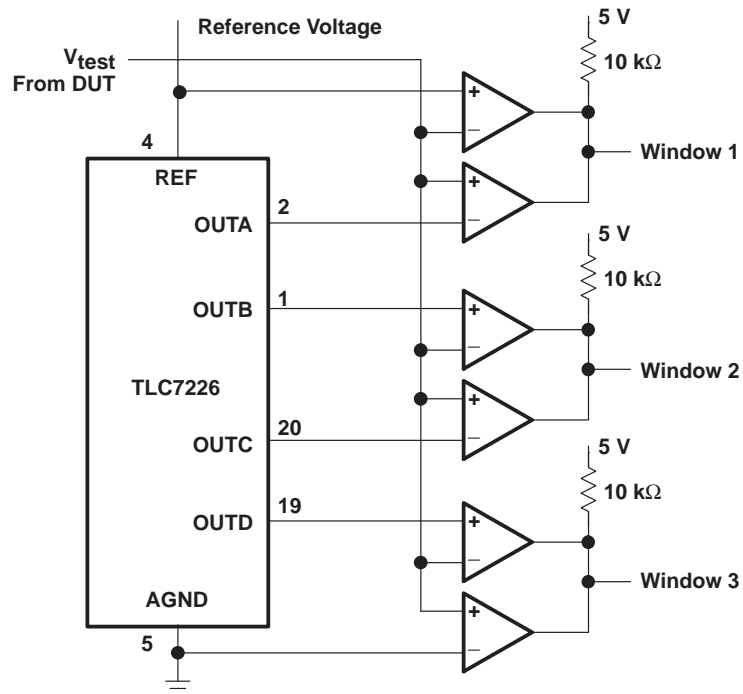 5 V
Reference Voltage
10 kΩ
Vtest
From DUT
+
−
4
Window 1
REF
+
2
OUTA
−
5 V
10 kΩ
1
+
OUTB
−
Window 2
TLC7226
+
20
OUTC
−
5 V
10 kΩ
19
+
OUTD
−
Window 3
AGND
+
5
−